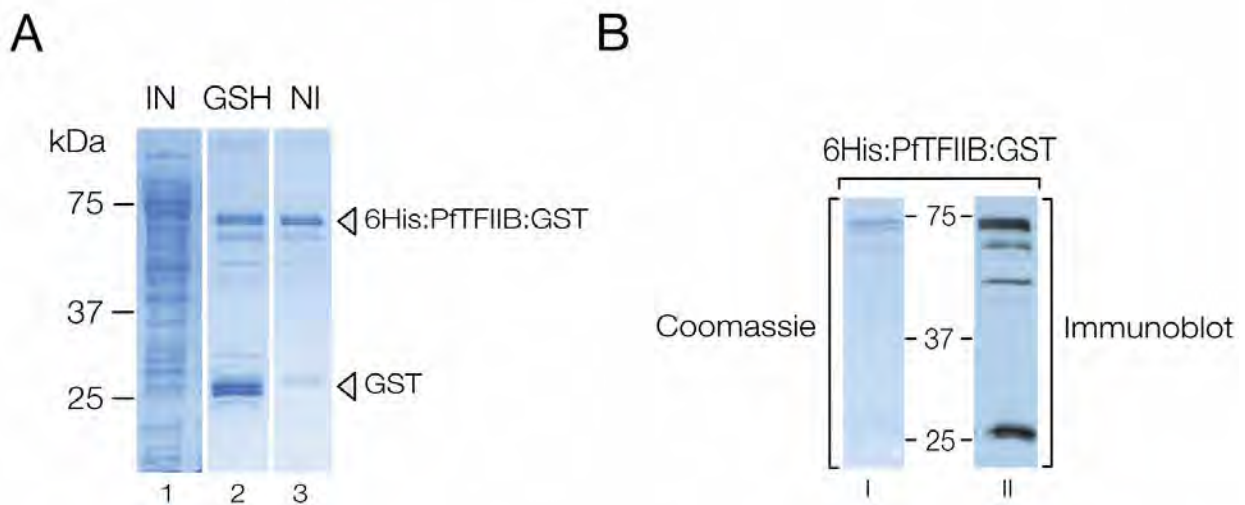 A
IN GSH NI
kDa
75
6His:PfTFIIB:GST
37
GST
25
1 2 3
B
6His:PfTFIIB:GST
75
Coomassie
37
Immunoblot
25
I II